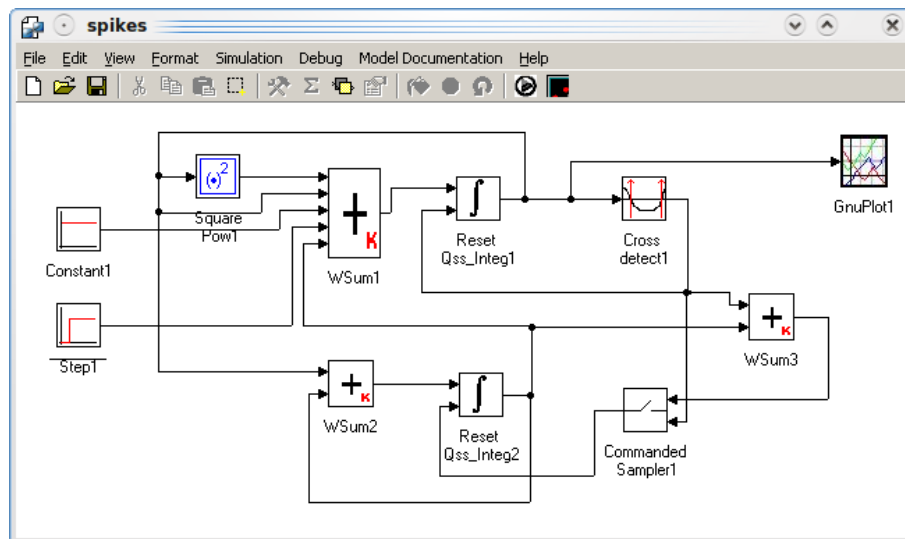 spikes
File Edit View Format Simulation Debug Model Documentation Help
(•)²
Square
Pow1
K
WSum1
Reset
Qss_Integ1
Cross
detect1
GnuPlot1
Constant1
Step1
K
WSum2
Reset
Qss_Integ2
K
WSum3
Commanded
Sampler1